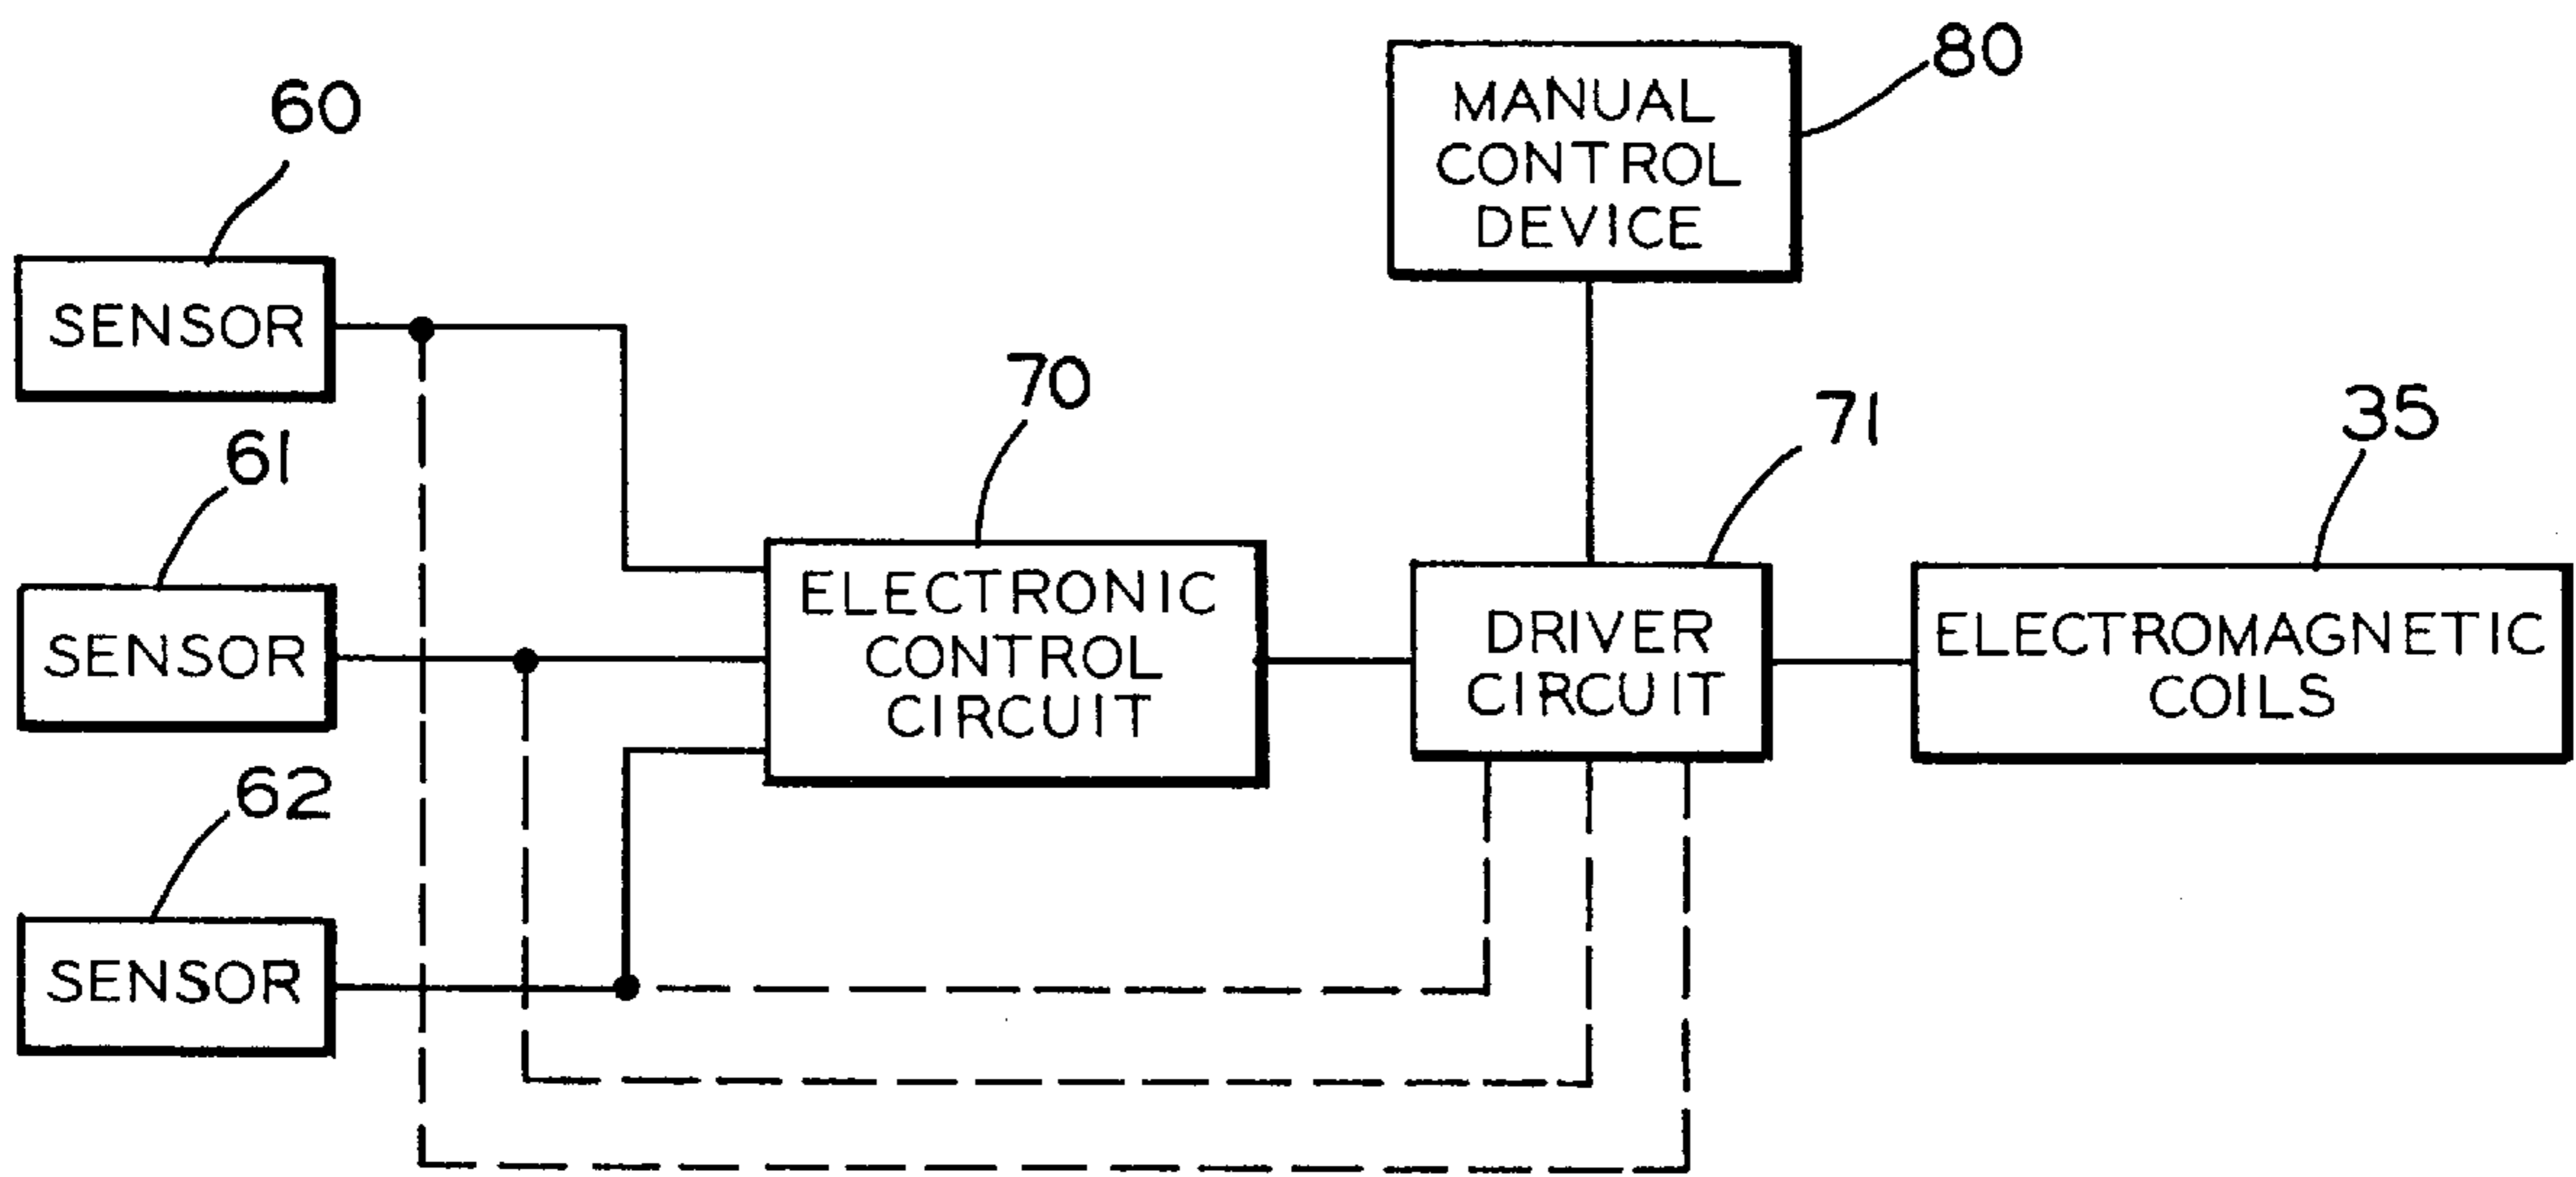 80
MANUAL
CONTROL
DEVICE
60
SENSOR
70
71
35
61
ELECTRONIC
CONTROL
CIRCUIT
DRIVER
CIRCUIT
ELECTROMAGNETIC
COILS
SENSOR
62
SENSOR